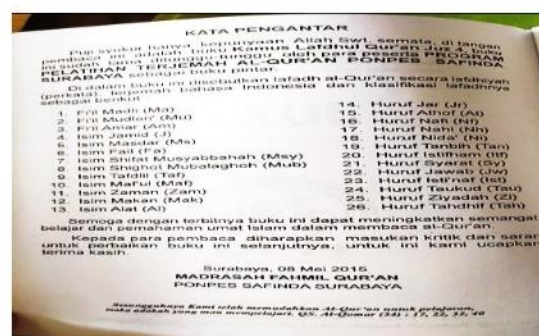 KATA PENGANTAR
Puji syukur hanya kepunyaan Allah Swt. semata, di tangan
pembaca ini adalah buku Kamus Lafdhul Qur'an Juz 4, buku
ini sudah lama ditunggu tunggu oleh para peserta PROGRAM
PELATIHAN TERJEMAH AL-QUR'AN PONPES SAFINDA
SURABAYA sebagai buku pintar.
Di dalam buku ini disebutkan lafadh al-Qur'an secara lafdhiyah
(perkata), terjemah bahasa Indonesia dan klasifikasi lafadhnya
sebagai berikut
1. Fi'il Madli (Ma)
2. Fi'il Mudlori' (Mu)
3. Fi'il Amar (Am)
4. Isim Jamid (J)
5. Isim Masdar (Ms)
6. Isim Fail (Fa)
7. Isim Shifat Musyabbahah (Msy)
8. Isim Shighot Mubalaghoh (Mub)
9. Isim Tafdlil (Taf)
10. Isim Maf'ul (Maf)
11. Isim Zaman (Zam)
12. Isim Makan (Mak)
13. Isim Alat (Al)
14. Huruf Jar (Jr)
15. Huruf Athof (At)
16. Huruf Nafi (Nf)
17. Huruf Nahi (Nh)
18. Huruf Nida' (Ni)
19. Huruf Tanbih (Tan)
20. Huruf Istifham (Itf)
21. Huruf Syarat (Sy)
22. Huruf Jawab (Jw)
23. Huruf Isti'naf (Ist)
24. Huruf Taukud (Tau)
25. Huruf Ziyadah (Zi)
26. Huruf Tahdhif (Tah)
Semoga dengan terbitnya buku ini dapat meningkatkan semangat
belajar dan pemahaman umat Islam dalam membaca al-Qur'an.
Kepada para pembaca diharapkan masukan kritik dan saran
untuk perbaikan buku ini selanjutnya, untuk ini kami ucapkan
terima kasih.
Surabaya, 08 Mei 2015
MADRASAH FAHMIL QUR'AN
PONPES SAFINDA SURABAYA
Sesungguhnya Kami telah memudahkan Al-Qur'an untuk pelajaran,
maka adakah yang mau mempelajari. QS. Al-Qomar (54) : 17, 22, 32, 40